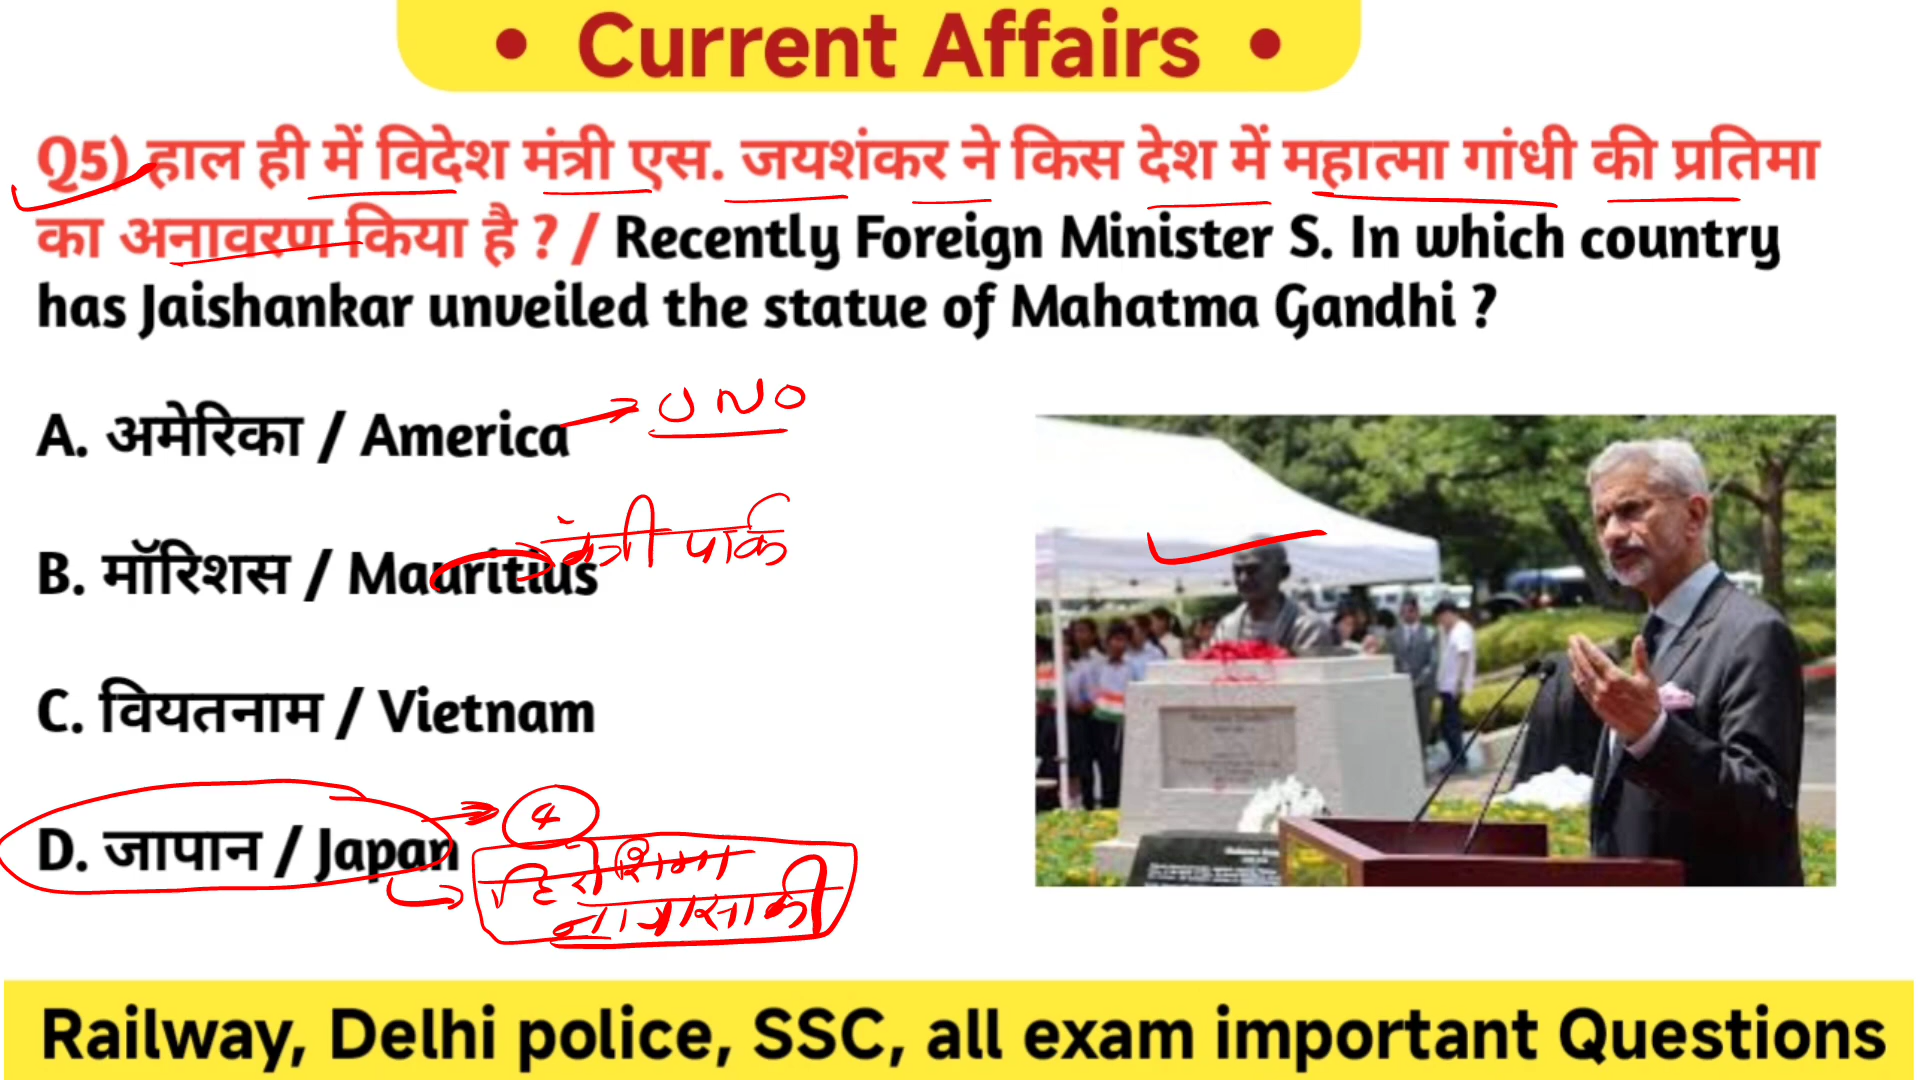 • Current Affairs •
Q5) हाल ही में विदेश मंत्री एस. जयशंकर ने किस देश में महात्मा गांधी की प्रतिमा
का अनावरण किया है ? / Recently Foreign Minister S. In which country
has Jaishankar unveiled the statue of Mahatma Gandhi ?
A. अमेरिका / America
UNO
B. मॉरिशस / Mauritius
पार्क
C. वियतनाम / Vietnam
D. जापान / Japan
4
हिरोशिमा
नागासाकी
Railway, Delhi police, SSC, all exam important Questions